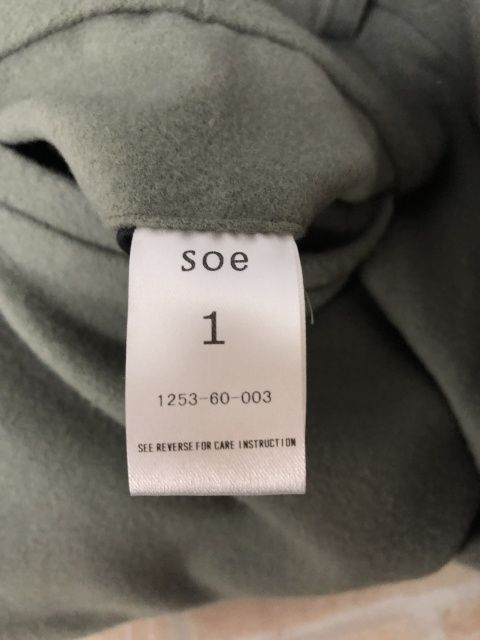 soe
1
1253-60-003
SEE REVERSE FOR CARE INSTRUCTION